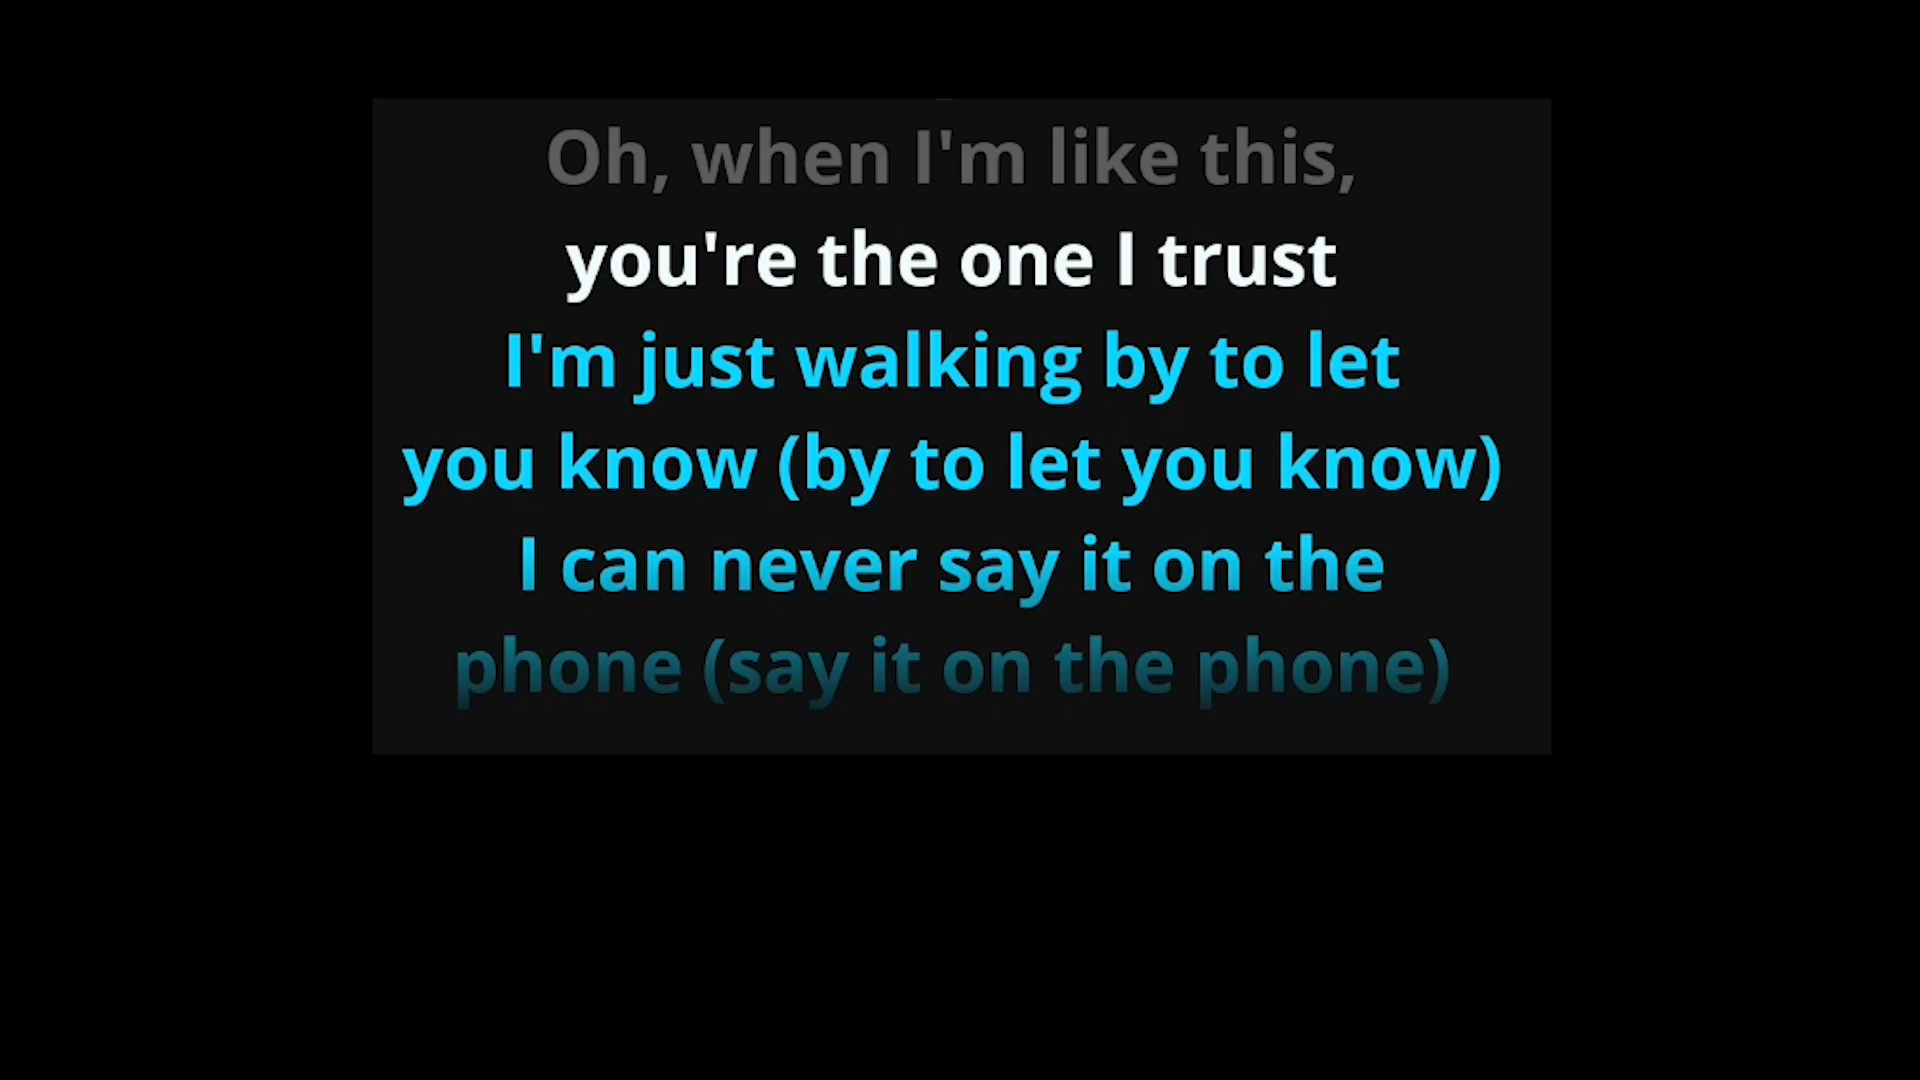 Oh, when I'm like this,
you're the one I trust
I'm just walking by to let
you know (by to let you know)
I can never say it on the
phone (say it on the phone)